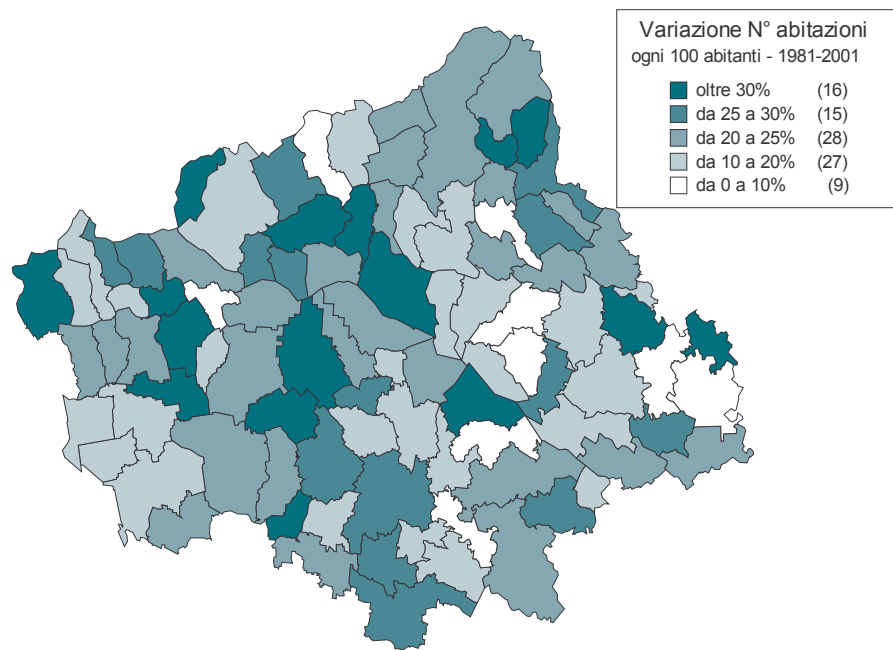 Variazione N° abitazioni
ogni 100 abitanti - 1981-2001
oltre 30% (16)
da 25 a 30% (15)
da 20 a 25% (28)
da 10 a 20% (27)
da 0 a 10% (9)